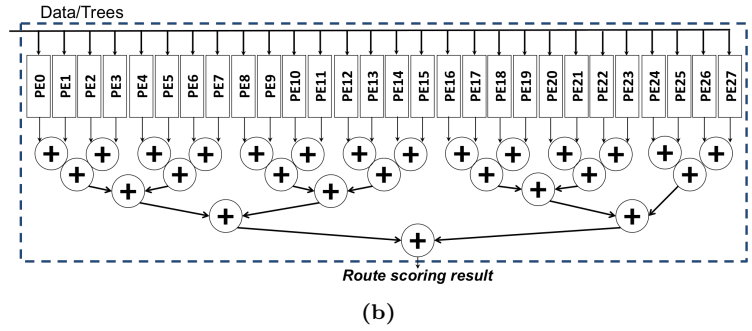 Data/Trees
PE0 PE1 PE2 PE3 PE4 PE5 PE6 PE7 PE8 PE9 PE10 PE11 PE12 PE13 PE14 PE15 PE16 PE17 PE18 PE19 PE20 PE21 PE22 PE23 PE24 PE25 PE26 PE27
+ + + + + + + + + + + + + +
+ + + + + + +
+ + +
+ +
+
Route scoring result
(b)